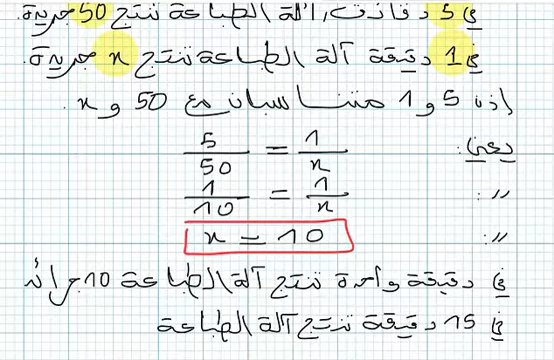 في 5 دقائق، آلة الطباعة تنتج 50 جريدة.
في 1 دقيقة آلة الطباعة تنتج x جريدة.
إذن 5 و 1 متناسبان مع 50 و x.
يعني: 5/50 = 1/x
〃 1/10 = 1/x
〃 x = 10
في دقيقة واحدة تنتج آلة الطباعة 10 جرائد
في 15 دقيقة تنتج آلة الطباعة